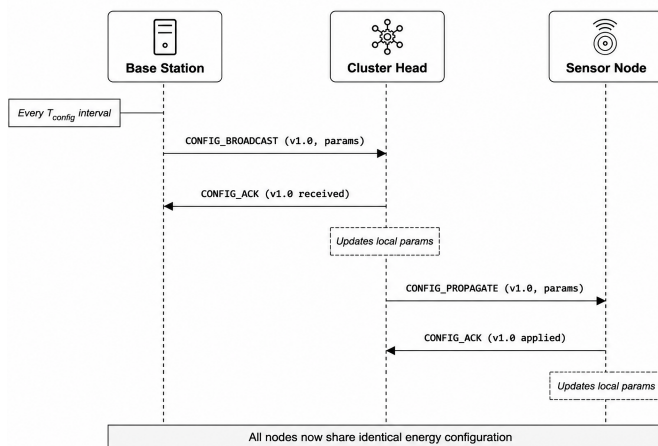 Base Station
Cluster Head
Sensor Node
Every Tconfig interval
CONFIG_BROADCAST (v1.0, params)
CONFIG_ACK (v1.0 received)
Updates local params
CONFIG_PROPAGATE (v1.0, params)
CONFIG_ACK (v1.0 applied)
Updates local params
All nodes now share identical energy configuration